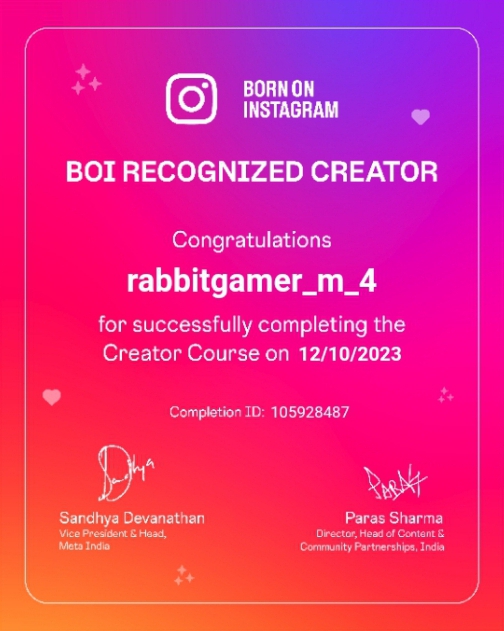 BORN ON
INSTAGRAM
BOI RECOGNIZED CREATOR
Congratulations
rabbitgamer_m_4
for successfully completing the
Creator Course on 12/10/2023
Completion ID: 105928487
Sandhya
PARAS
Sandhya Devanathan
Vice President & Head,
Meta India
Paras Sharma
Director, Head of Content &
Community Partnerships, India